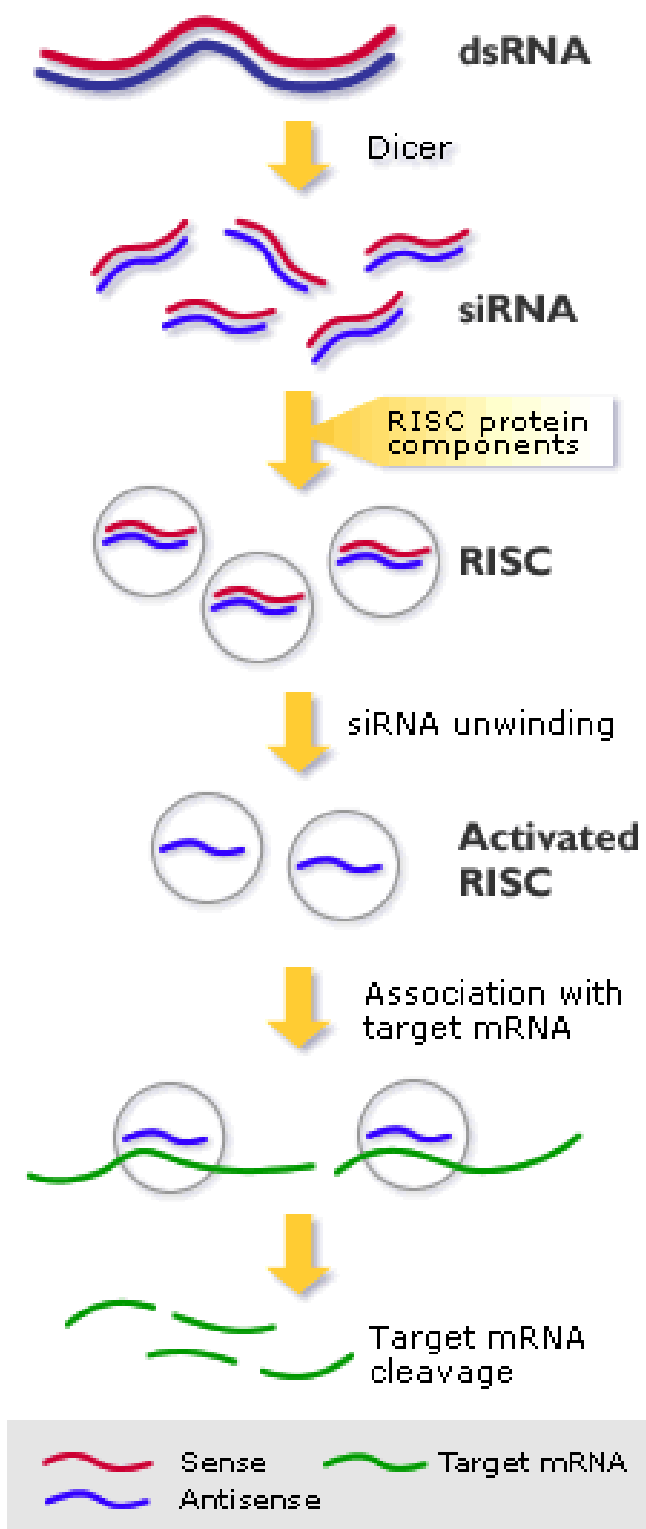 dsRNA
Dicer
siRNA
RISC protein
components
RISC
siRNA unwinding
Activated
RISC
Association with
target mRNA
Target mRNA
cleavage
Sense
Target mRNA
Antisense